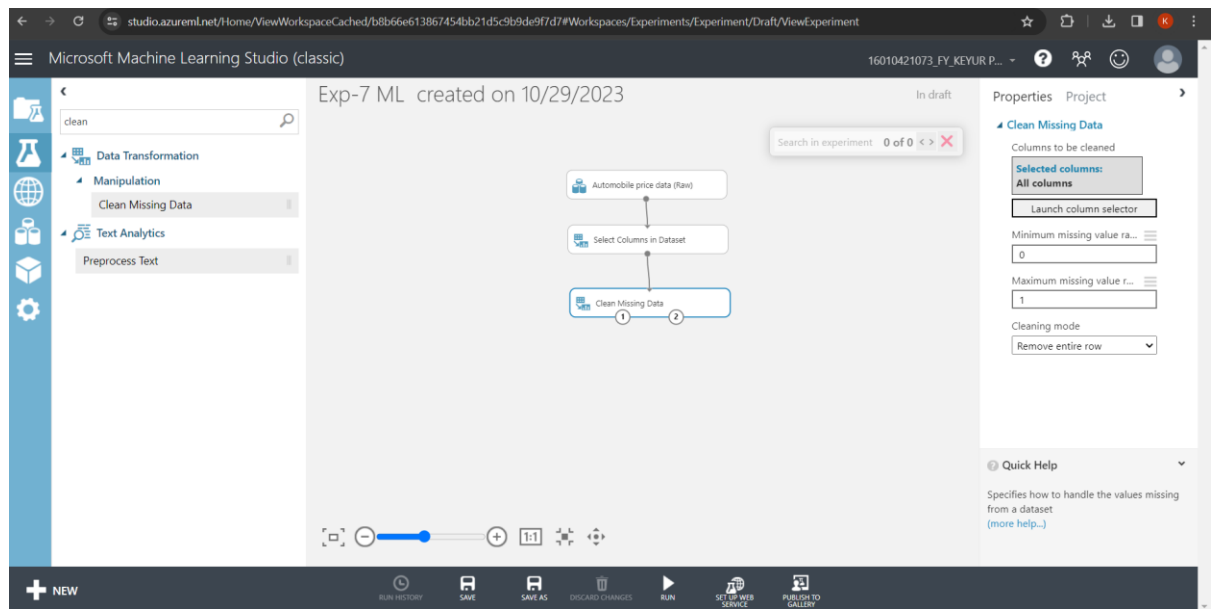 studio.azureml.net/Home/ViewWorkspaceCached/b8b66e613867454bb21d5c9b9de9f7d7#Workspaces/Experiments/Experiment/Draft/ViewExperiment
K
Microsoft Machine Learning Studio (classic)
16010421073_FY_KEYUR P...
?
clean
Data Transformation
Manipulation
Clean Missing Data
Text Analytics
Preprocess Text
Exp-7 ML created on 10/29/2023
In draft
Search in experiment 0 of 0 < >
Automobile price data (Raw)
Select Columns in Dataset
Clean Missing Data
1 2
Properties Project
Clean Missing Data
Columns to be cleaned
Selected columns:
All columns
Launch column selector
Minimum missing value ra...
0
Maximum missing value r...
1
Cleaning mode
Remove entire row
Quick Help
Specifies how to handle the values missing
from a dataset
(more help...)
1:1
NEW
RUN HISTORY
SAVE
SAVE AS
DISCARD CHANGES
RUN
SET UP WEB
SERVICE
PUBLISH TO
GALLERY